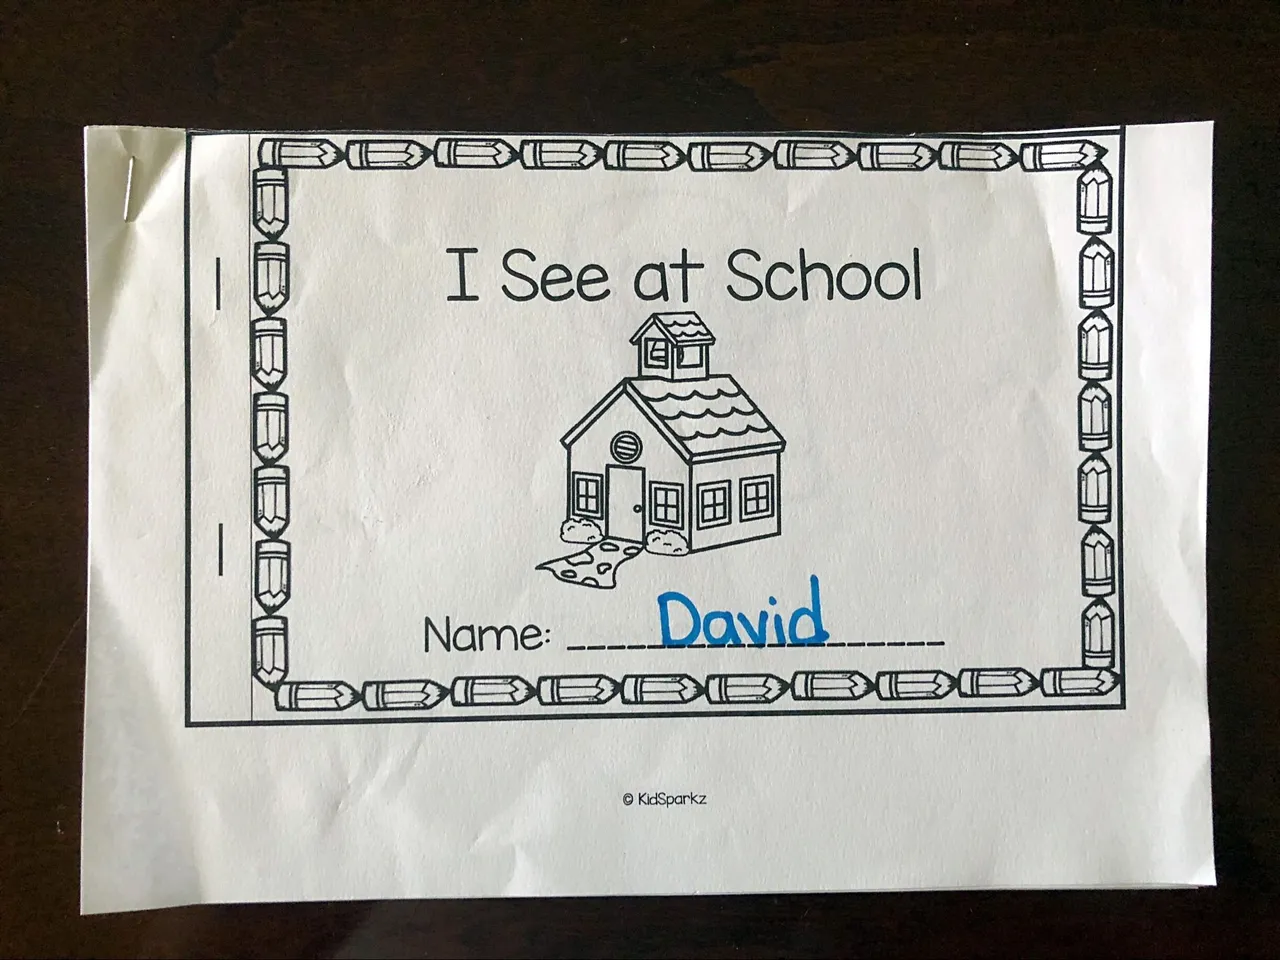 I See at School
Name: David
© KidSparkz